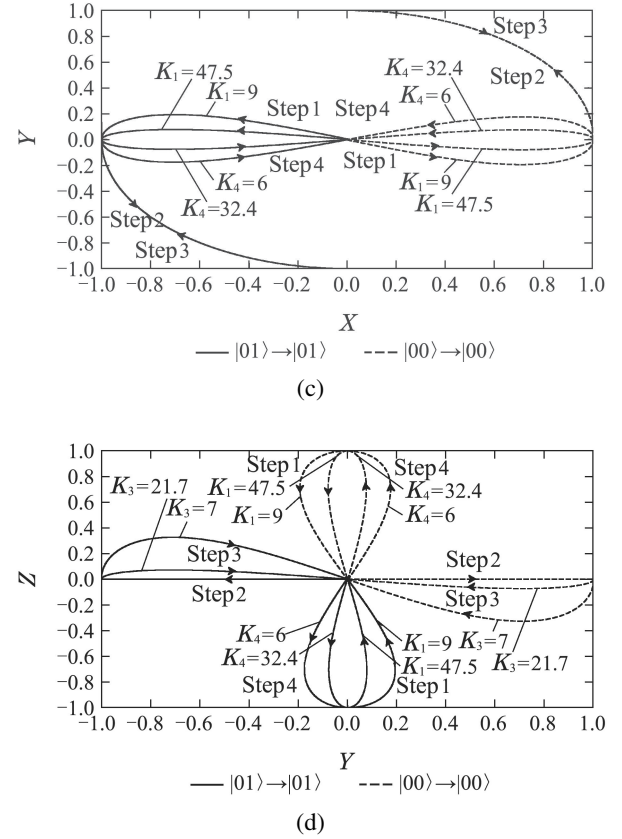 1.0
Step3
0.8
K₁=47.5
K₄=32.4
0.6
K₁=9
Step2
K₄=6
0.4
Step1
Step4
0.2
Y
0.0
−0.2
Step4
Step1
K₁=9
−0.4
K₄=6
K₁=47.5
K₄=32.4
−0.6
Step2
−0.8
Step3
−1.0
−1.0 −0.8 −0.6 −0.4 −0.2 0.0 0.2 0.4 0.6 0.8 1.0
X
|01⟩→|01⟩ |00⟩→|00⟩
(c)
1.0
Step1
Step4
0.8
K₃=21.7
K₁=47.5
K₄=32.4
0.6
K₃=7
K₁=9
K₄=6
0.4
0.2
Step3
Step2
Z
0.0
Step2
Step3
−0.2
−0.4
K₄=6
K₁=9
K₃=7
−0.6
K₄=32.4
K₁=47.5
K₃=21.7
−0.8
Step4
Step1
−1.0
−1.0 −0.8 −0.6 −0.4 −0.2 0.0 0.2 0.4 0.6 0.8 1.0
Y
|01⟩→|01⟩ |00⟩→|00⟩
(d)